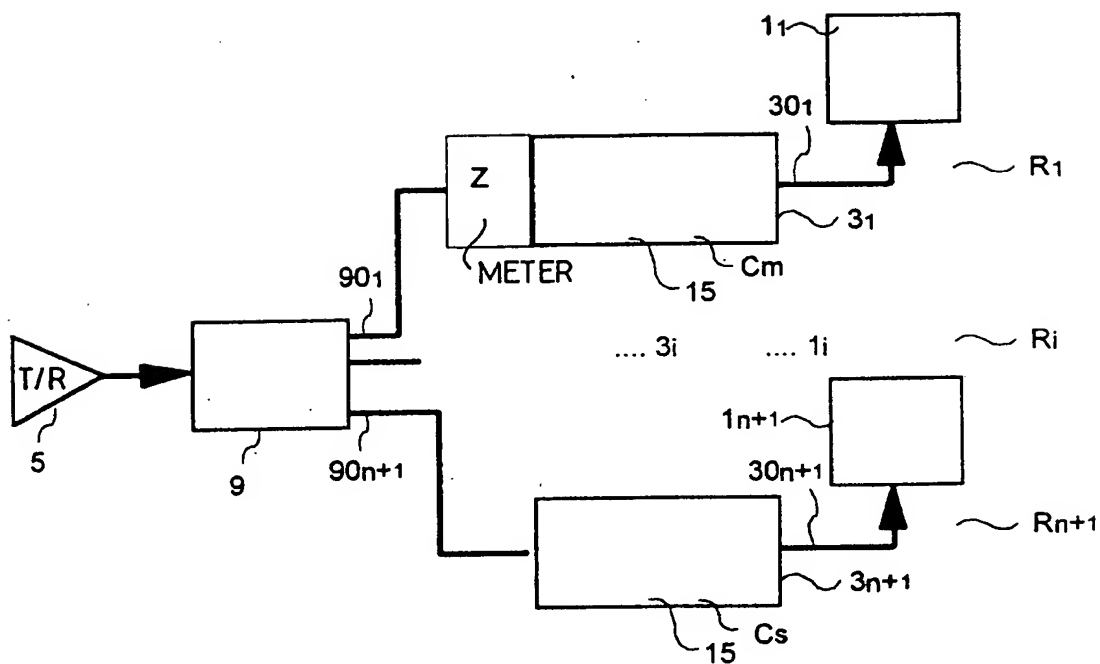 1₁
30₁
R₁
Z
3₁
METER
Cm
15
90₁
.... 3i
.... 1i
Ri
T/R
5
9
90n+1
1n+1
30n+1
Rn+1
3n+1
Cs
15